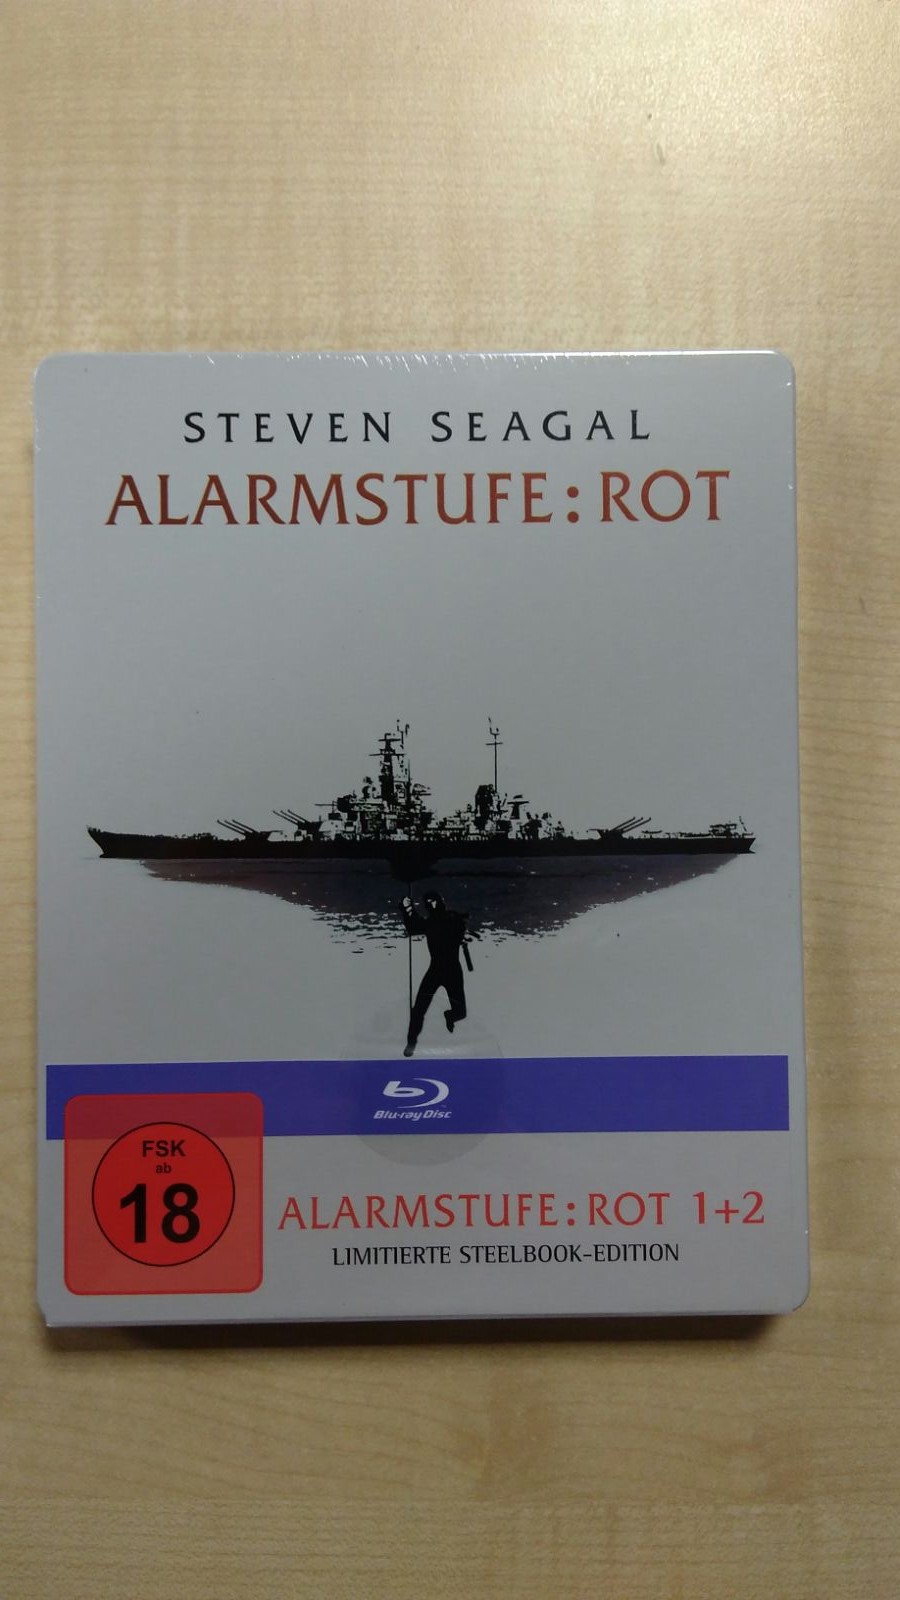 STEVEN SEAGAL
ALARMSTUFE: ROT
Blu-ray Disc
FSK
ab
18
ALARMSTUFE: ROT 1+2
LIMITIERTE STEELBOOK-EDITION